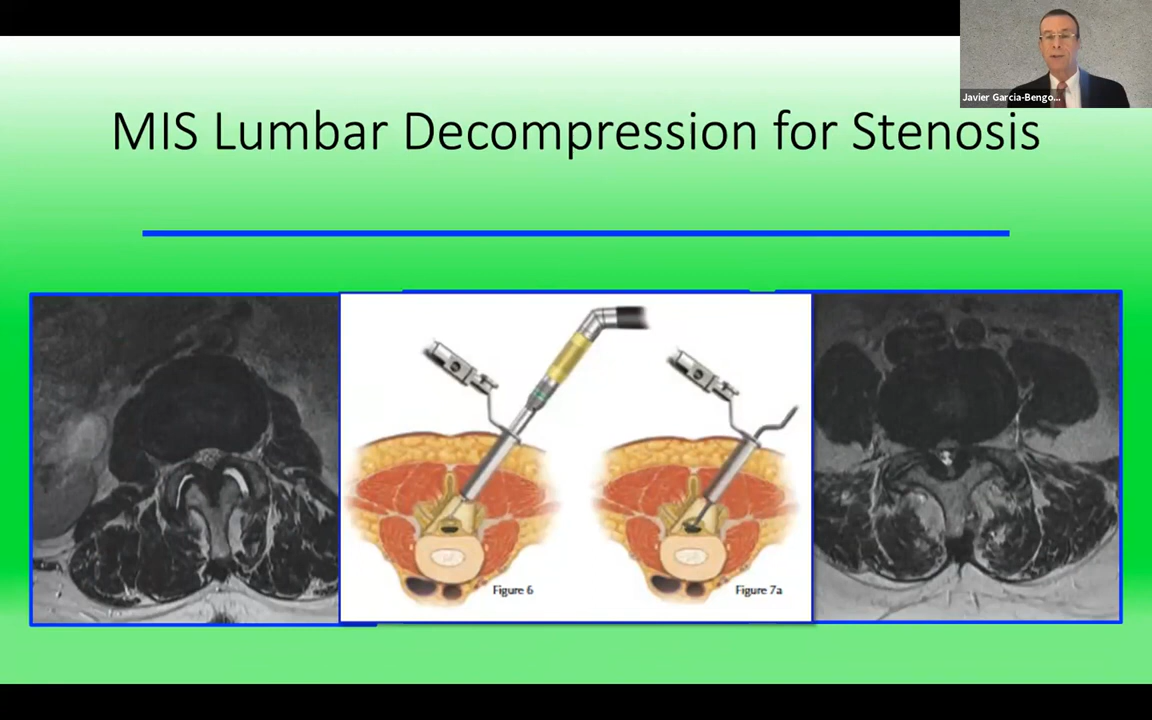 Javier Garcia-Bengo...
MIS Lumbar Decompression for Stenosis
Figure 6
Figure 7a